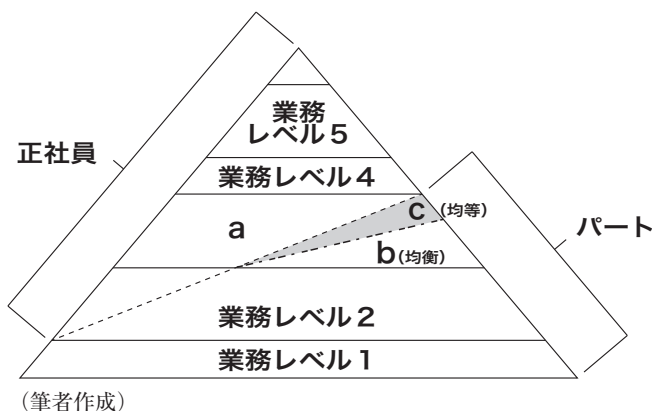 業務
レベル5
正社員
業務レベル4
c (均等)
a
パート
b(均衡)
業務レベル2
業務レベル1
(筆者作成)